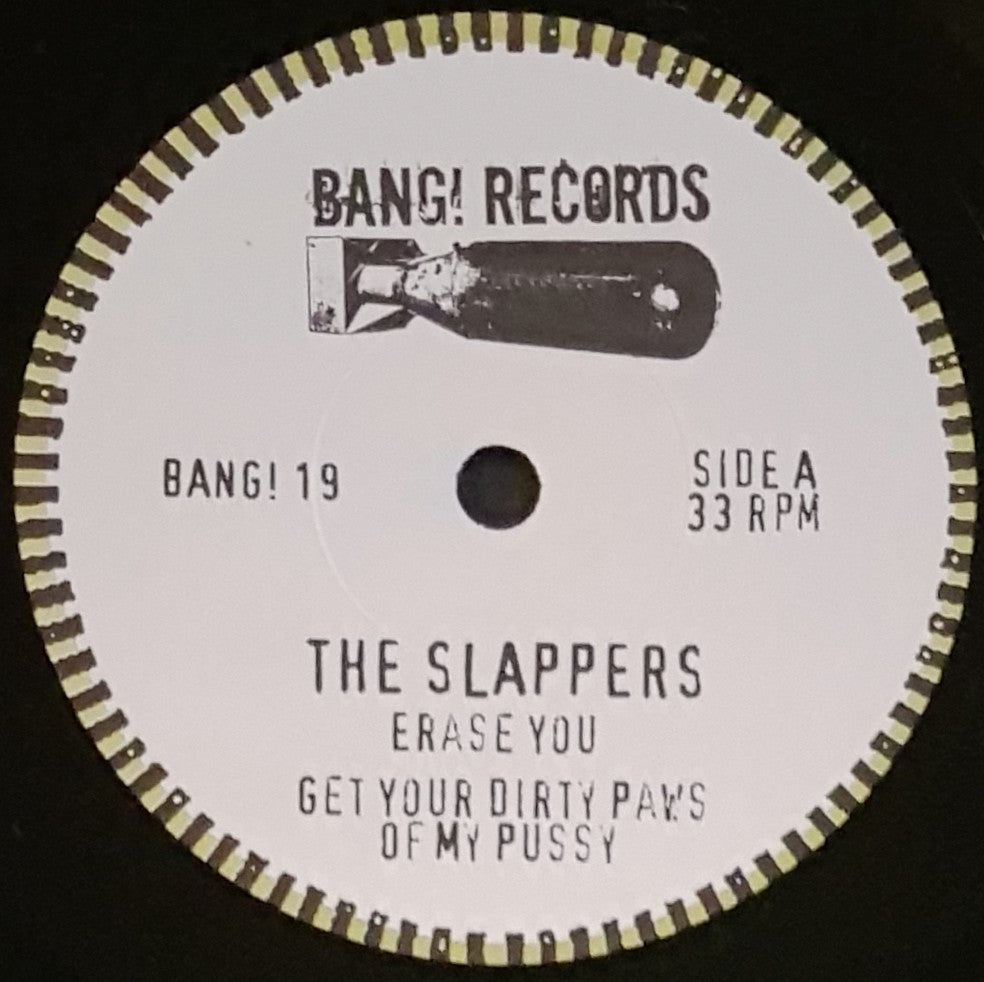 BANG! RECORDS
BANG! 19
SIDE A
33 RPM
THE SLAPPERS
ERASE YOU
GET YOUR DIRTY PAWS
OF MY PUSSY